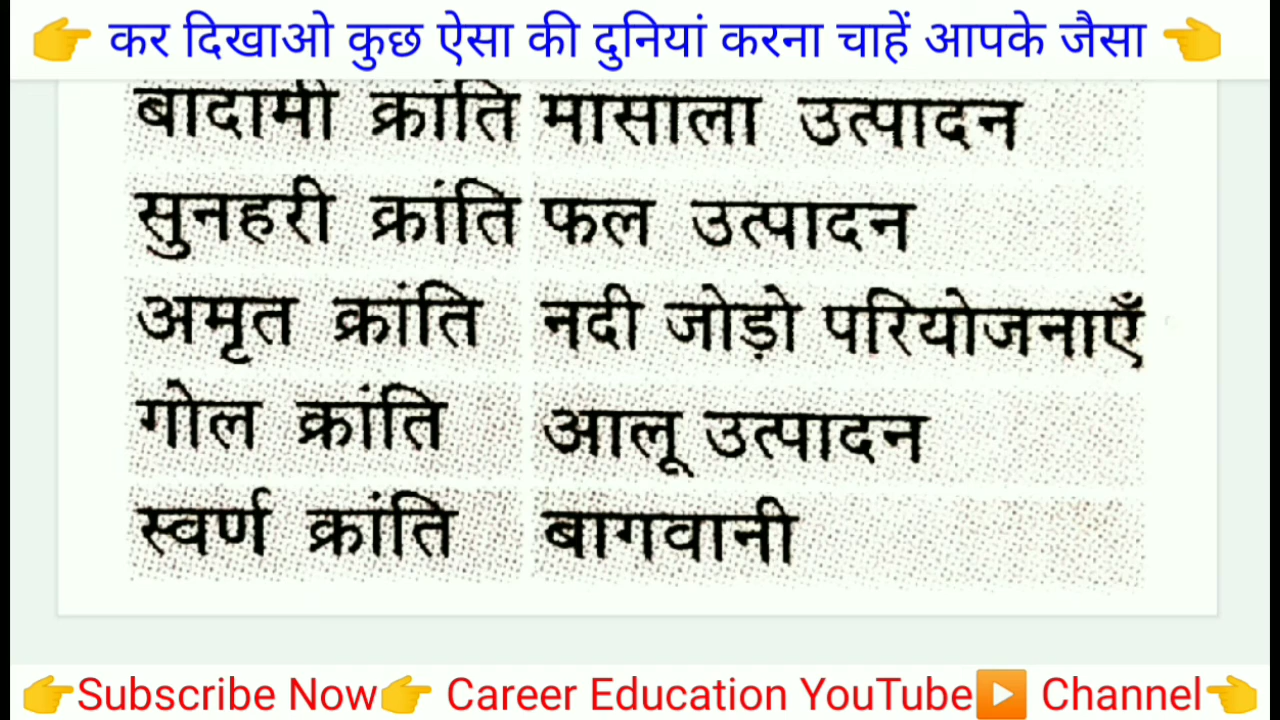 👉 कर दिखाओ कुछ ऐसा की दुनियां करना चाहें आपके जैसा 👈
बादामी क्रांति मासाला उत्पादन
सुनहरी क्रांति फल उत्पादन
अमृत क्रांति नदी जोड़ो परियोजनाएँ
गोल क्रांति आलू उत्पादन
स्वर्ण क्रांति बागवानी
👉Subscribe Now👉 Career Education YouTube▶️ Channel👈